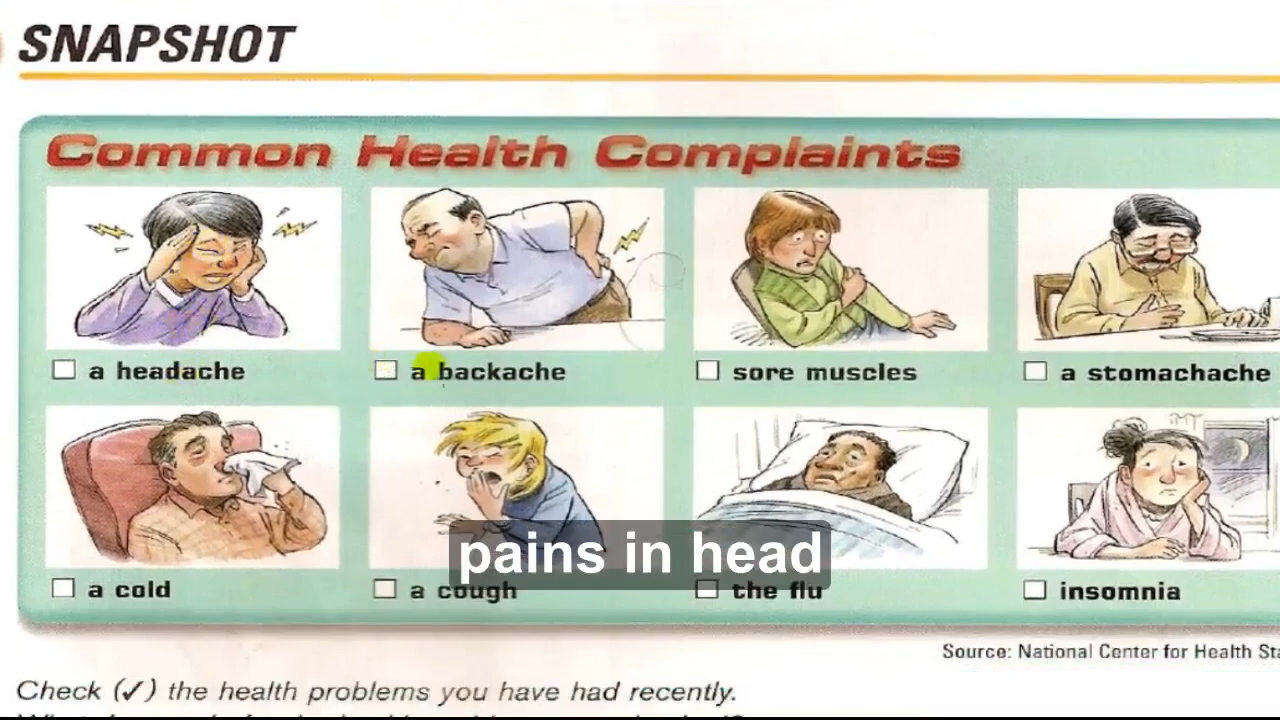 SNAPSHOT
Common Health Complaints
a headache
a backache
sore muscles
a stomachache
a cold
a cough
the flu
insomnia
pains in head
Source: National Center for Health
Check (✓) the health problems you have had recently.